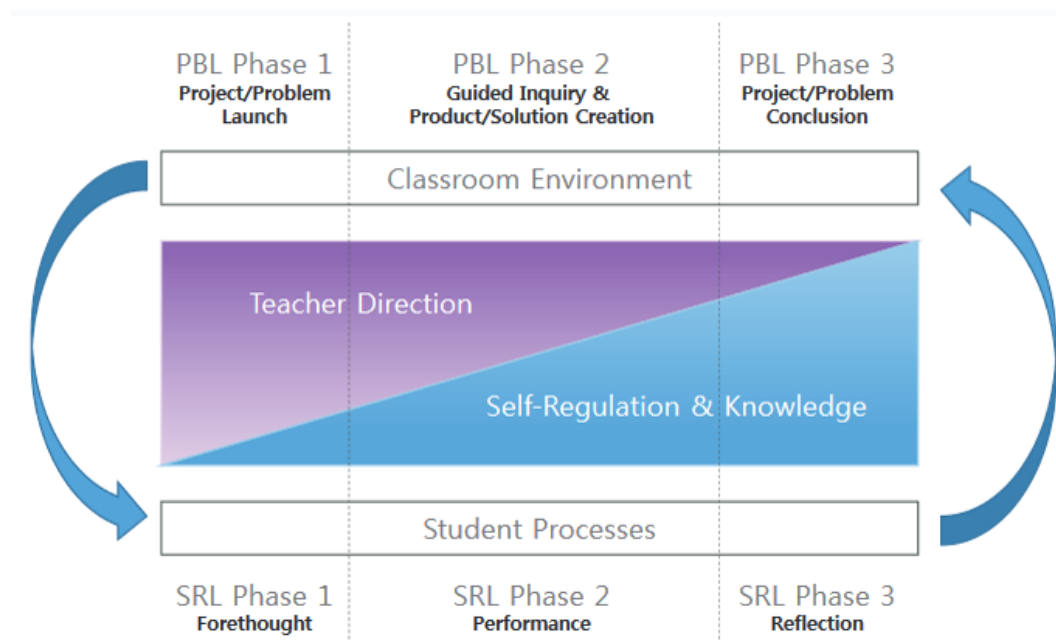 PBL Phase 1
Project/Problem
Launch
PBL Phase 2
Guided Inquiry &
Product/Solution Creation
PBL Phase 3
Project/Problem
Conclusion
Classroom Environment
Teacher Direction
Self-Regulation & Knowledge
Student Processes
SRL Phase 1
Forethought
SRL Phase 2
Performance
SRL Phase 3
Reflection